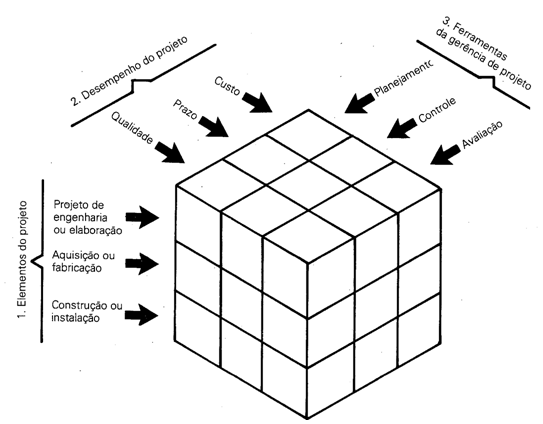 2. Desempenho do projeto
Custo
Prazo
Qualidade
3. Ferramentas
da gerência de projeto
Planejamento
Controle
Avaliação
1. Elementos do projeto
Projeto de
engenharia
ou elaboração
Aquisição ou
fabricação
Construção ou
instalação